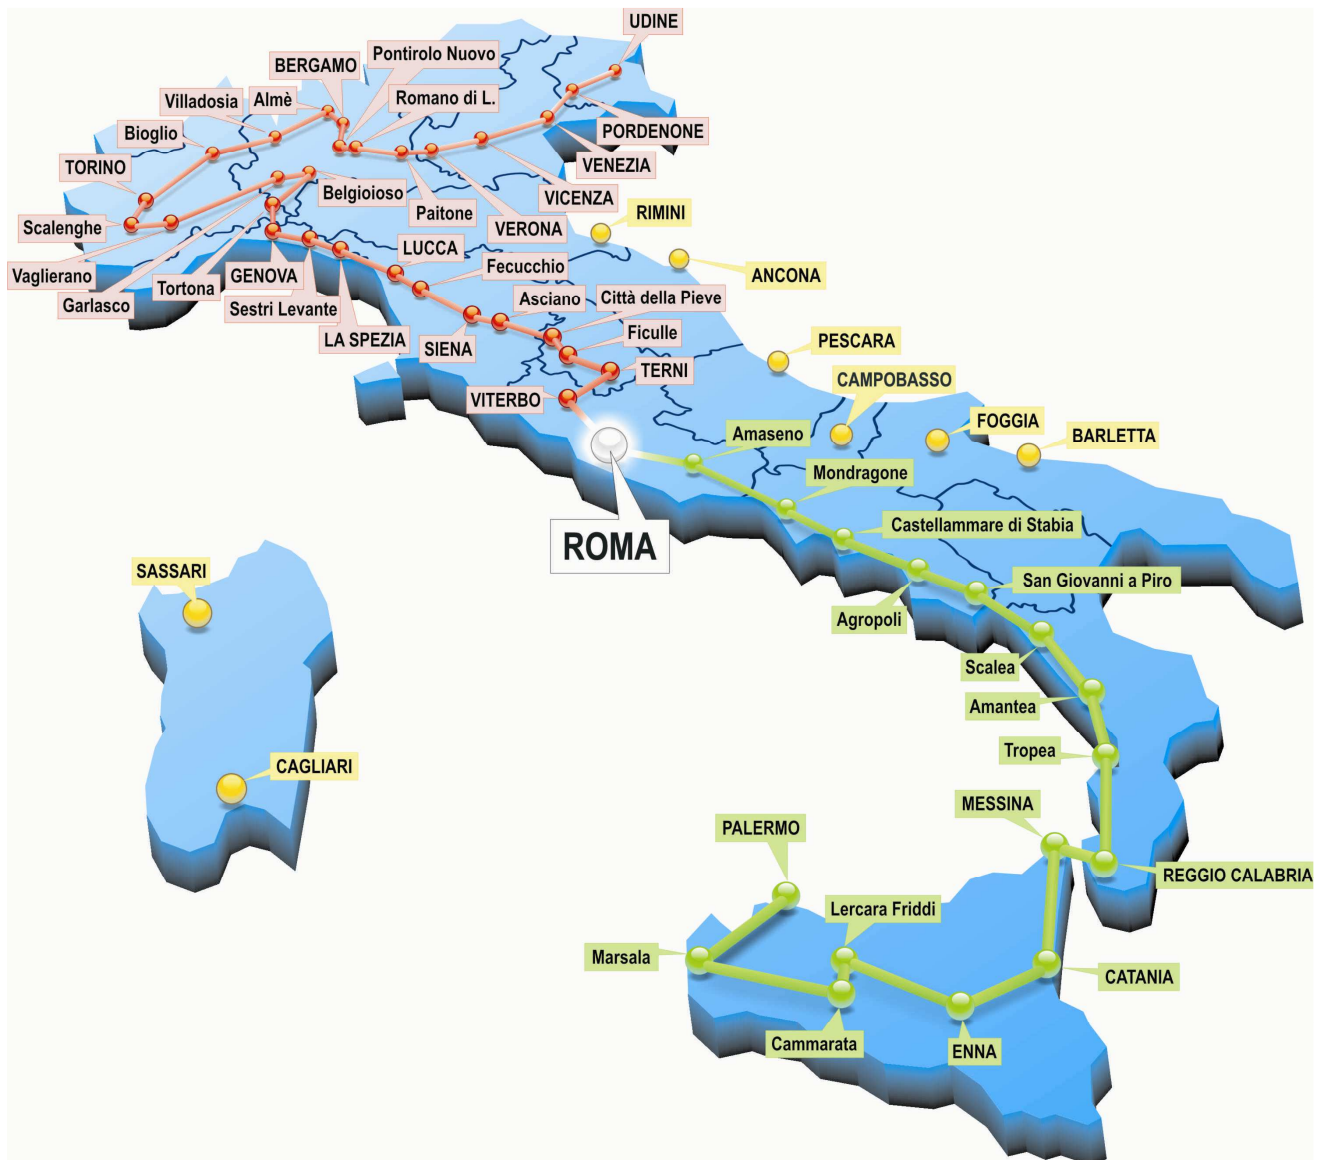 UDINE
Pontirolo Nuovo
BERGAMO
Almè
Romano di L.
Villadosia
Bioglio
PORDENONE
VENEZIA
TORINO
Belgioioso
VICENZA
Paitone
RIMINI
Scalenghe
VERONA
LUCCA
Vaglierano
GENOVA
Fecucchio
ANCONA
Tortona
Garlasco
Asciano
Città della Pieve
Sestri Levante
LA SPEZIA
Ficulle
SIENA
PESCARA
TERNI
CAMPOBASSO
VITERBO
FOGGIA
Amaseno
BARLETTA
Mondragone
Castellammare di Stabia
ROMA
SASSARI
San Giovanni a Piro
Agropoli
Scalea
Amantea
Tropea
CAGLIARI
MESSINA
PALERMO
REGGIO CALABRIA
Lercara Friddi
Marsala
CATANIA
Cammarata
ENNA